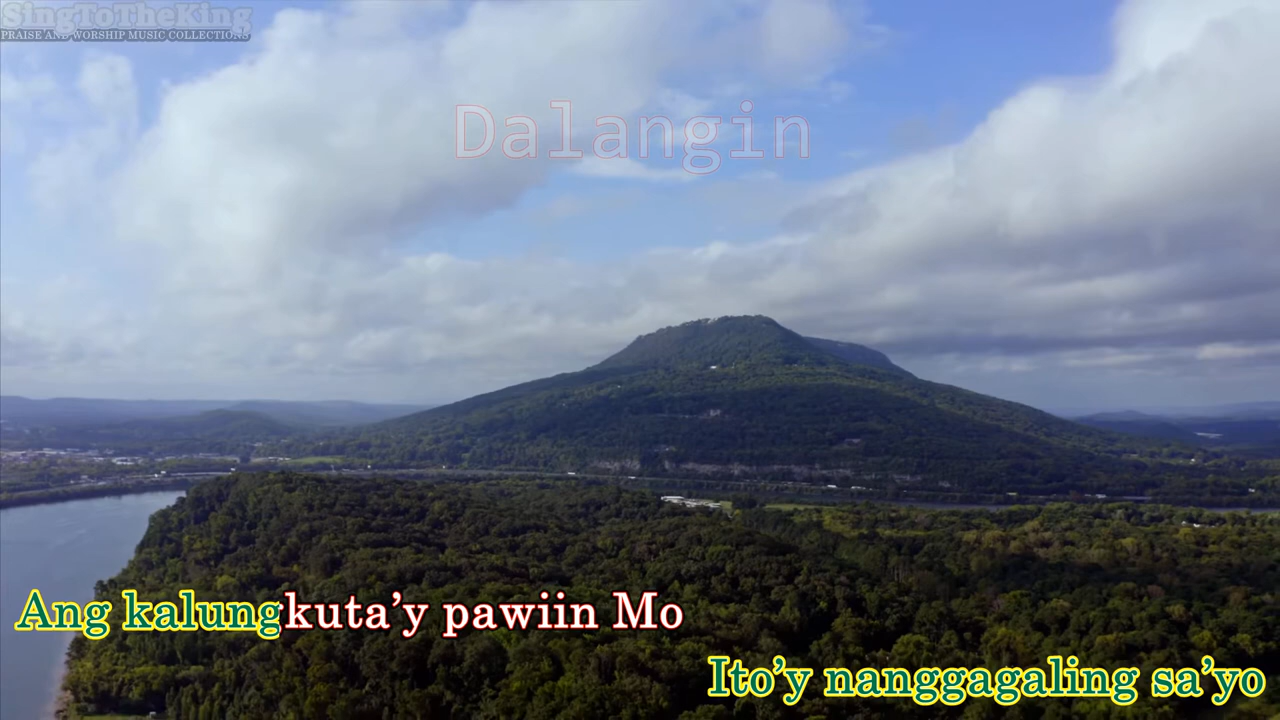 SingToTheKing
PRAISE AND WORSHIP MUSIC COLLECTIONS
Dalangin
Ang kalungkuta’y pawiin Mo
Ito’y nanggagaling sa’yo